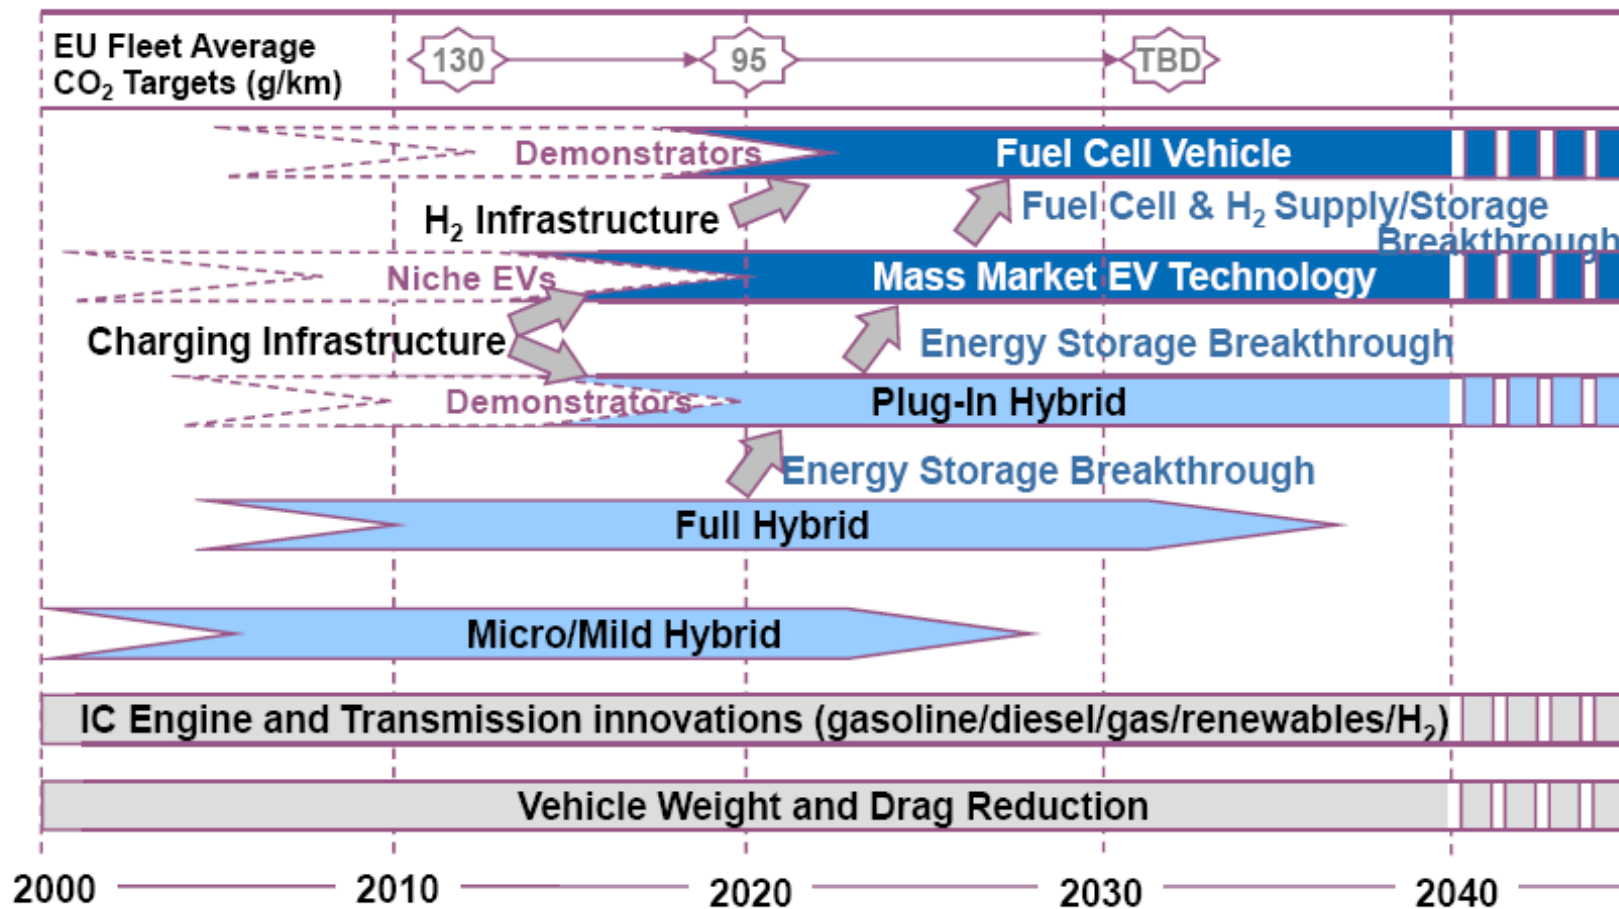 EU Fleet Average
CO₂ Targets (g/km)
130
95
TBD
Demonstrators
Fuel Cell Vehicle
H₂ Infrastructure
Fuel Cell & H₂ Supply/Storage
Breakthrough
Niche EVs
Mass Market EV Technology
Charging Infrastructure
Energy Storage Breakthrough
Demonstrators
Plug-In Hybrid
Energy Storage Breakthrough
Full Hybrid
Micro/Mild Hybrid
IC Engine and Transmission innovations (gasoline/diesel/gas/renewables/H₂)
Vehicle Weight and Drag Reduction
2000
2010
2020
2030
2040